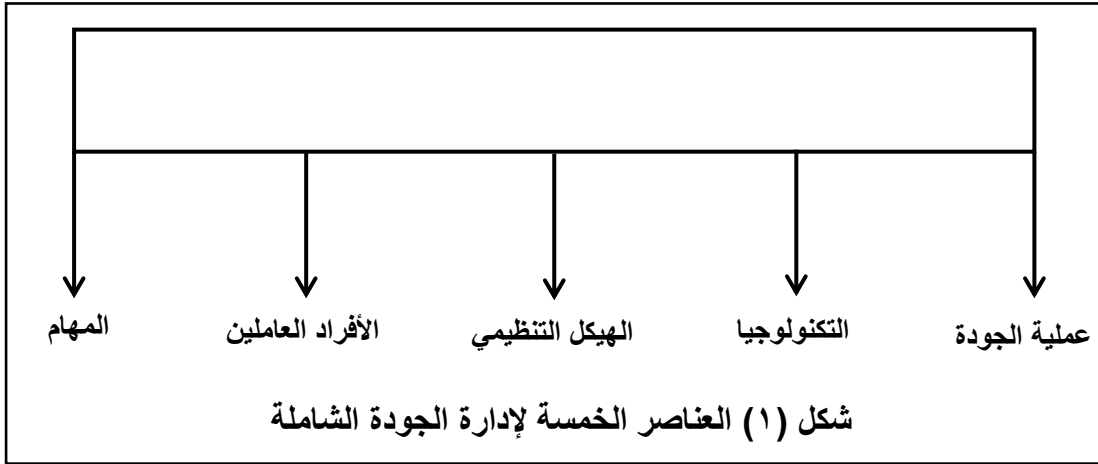 عملية الجودة
التكنولوجيا
الهيكل التنظيمي
الأفراد العاملين
المهام
شكل (١) العناصر الخمسة لإدارة الجودة الشاملة